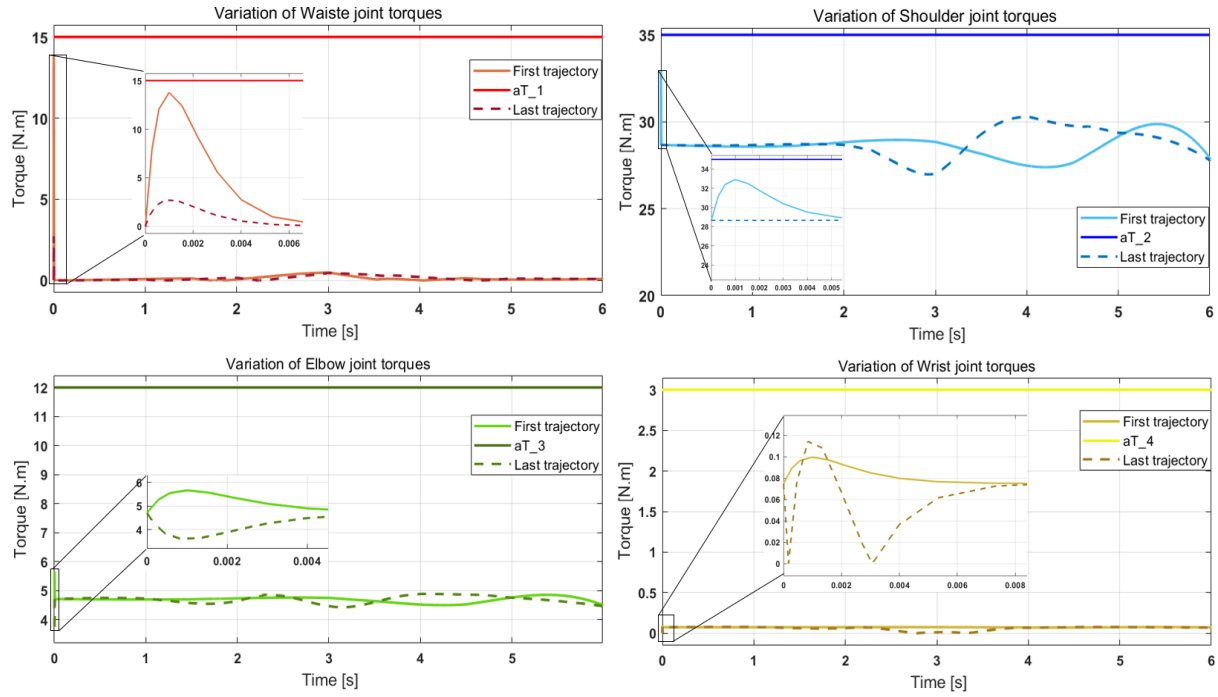 Variation of Waiste joint torques
Torque [N.m]
15
10
5
0
0 1 2 3 4 5 6
Time [s]
First trajectory
aT_1
Last trajectory
15
10
5
0
0 0.002 0.004 0.006
Variation of Shoulder joint torques
Torque [N.m]
35
30
25
20
0 1 2 3 4 5 6
Time [s]
First trajectory
aT_2
Last trajectory
34
32
30
28
26
24
0 0.001 0.002 0.003 0.004 0.005
Variation of Elbow joint torques
Torque [N.m]
12
11
10
9
8
7
6
5
4
0 1 2 3 4 5
Time [s]
First trajectory
aT_3
Last trajectory
6
5
4
0 0.002 0.004
Variation of Wrist joint torques
Torque [N.m]
3
2.5
2
1.5
1
0.5
0
0 1 2 3 4 5 6
Time [s]
First trajectory
aT_4
Last trajectory
0.12
0.1
0.08
0.06
0.04
0.02
0
0 0.002 0.004 0.006 0.008